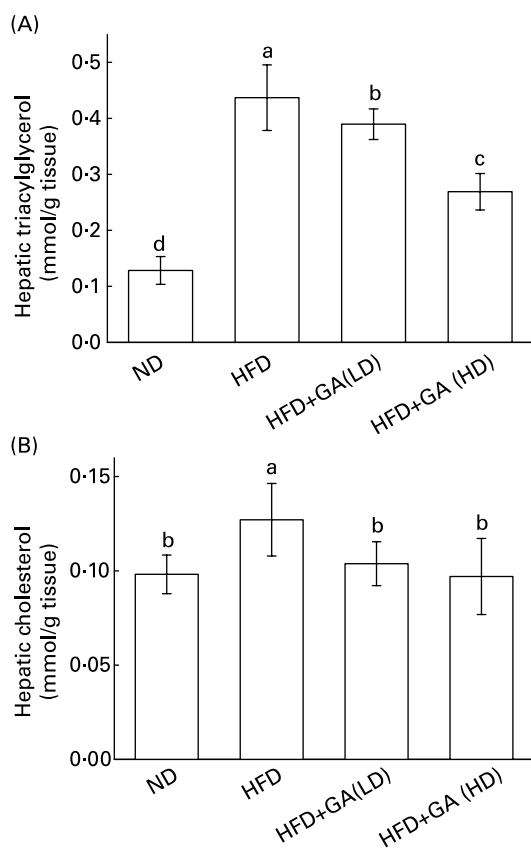 (A)
Hepatic triacylglycerol
(mmol/g tissue)
0·5
0·4
0·3
0·2
0·1
0·0
d
a
b
c
ND
HFD
HFD+GA(LD)
HFD+GA (HD)
(B)
Hepatic cholesterol
(mmol/g tissue)
0·15
0·10
0·05
0·00
b
a
b
b
ND
HFD
HFD+GA(LD)
HFD+GA (HD)